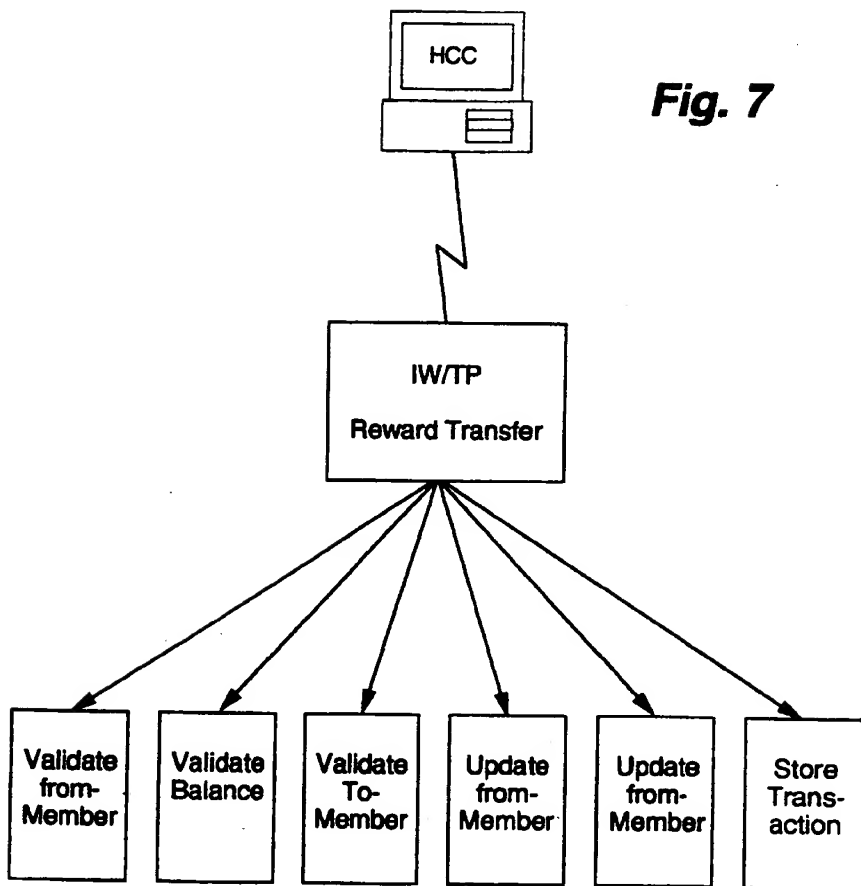 HCC
Fig. 7
IW/TP
Reward Transfer
Validate
from-
Member
Validate
Balance
Validate
To-
Member
Update
from-
Member
Update
from-
Member
Store
Trans-
action